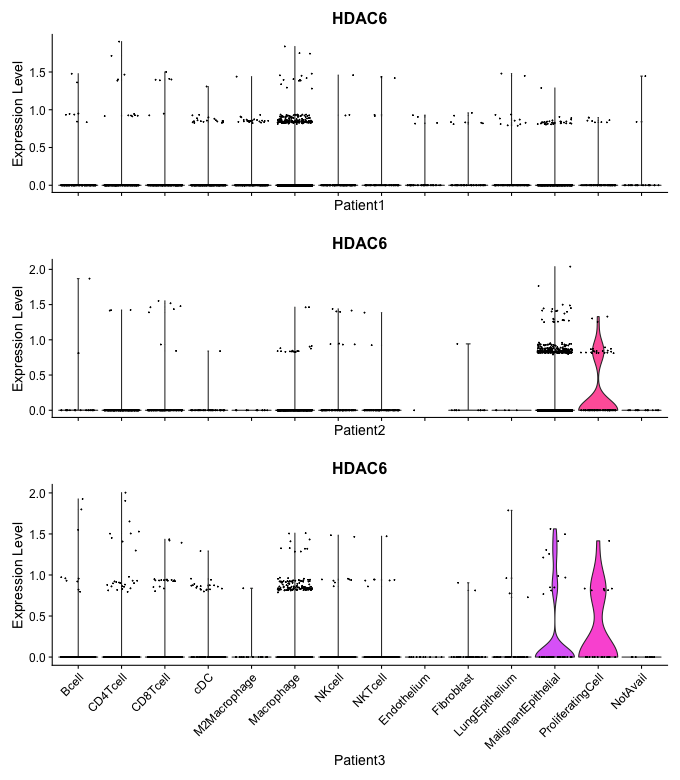 HDAC6
Expression Level
1.5
1.0
0.5
0.0
Patient1
HDAC6
Expression Level
2.0
1.5
1.0
0.5
0.0
Patient2
HDAC6
Expression Level
2.0
1.5
1.0
0.5
0.0
Bcell
CD4Tcell
CD8Tcell
cDC
M2Macrophage
Macrophage
NKcell
NKTcell
Endothelium
Fibroblast
LungEpithelium
MalignantEpithelial
ProliferatingCell
NotAvail
Patient3